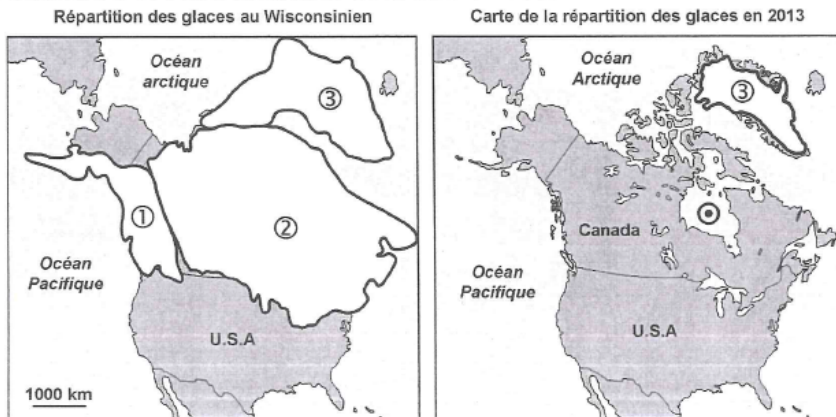 Répartition des glaces au Wisconsinien
Océan
arctique
③
①
②
Océan
Pacifique
U.S.A
1000 km
Carte de la répartition des glaces en 2013
Océan
Arctique
③
Canada
Océan
Pacifique
U.S.A